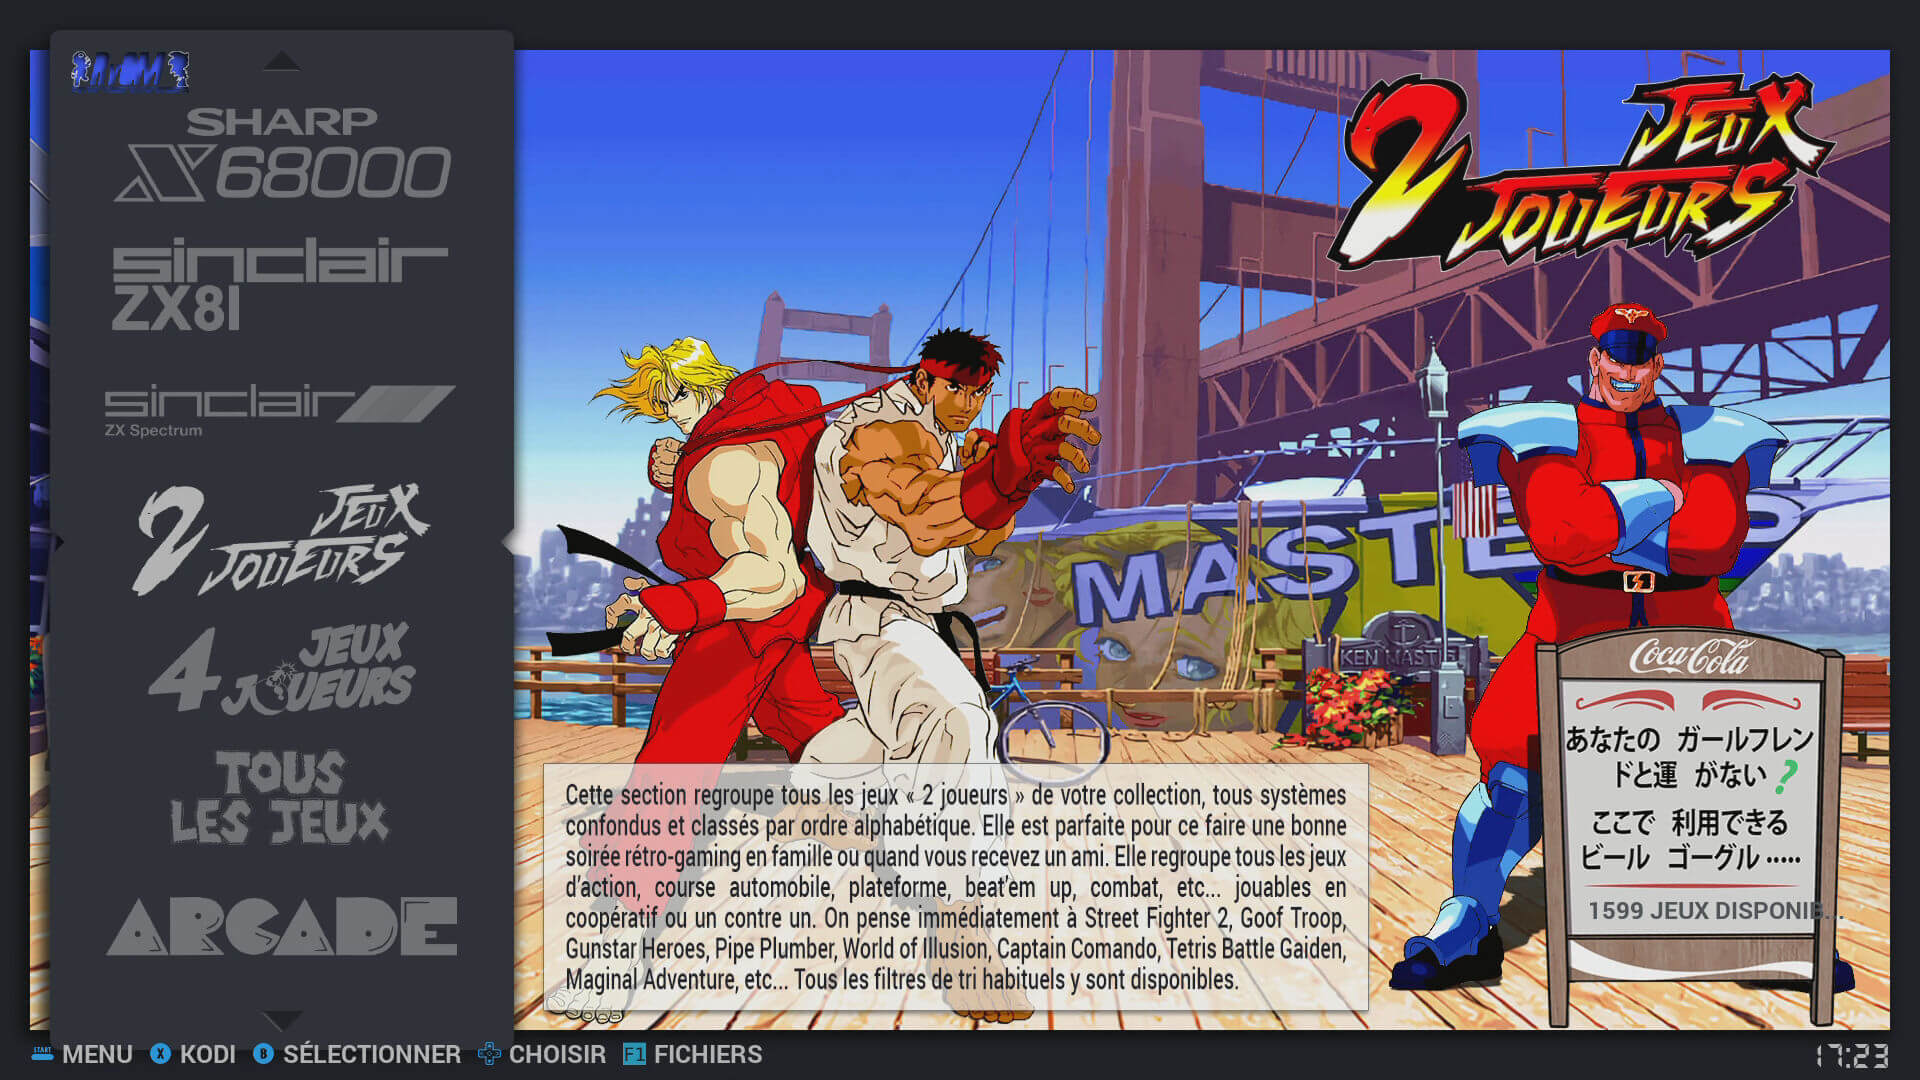 SHARP
X68000
sinclair
ZX81
sinclair
ZX Spectrum
2 JEUX
JOUEURS
4 JEUX
JOUEURS
TOUS
LES JEUX
ARCADE
2 JEUX
JOUEURS
MASTERS
KEN MASTERS
Coca-Cola
あなたの ガールフレン
ドと運 がない ?
ここで 利用できる
ビール ゴーグル ·····
1599 JEUX DISPONIB...
Cette section regroupe tous les jeux « 2 joueurs » de votre collection, tous systèmes
confondus et classés par ordre alphabétique. Elle est parfaite pour ce faire une bonne
soirée rétro-gaming en famille ou quand vous recevez un ami. Elle regroupe tous les jeux
d'action, course automobile, plateforme, beat'em up, combat, etc... jouables en
coopératif ou un contre un. On pense immédiatement à Street Fighter 2, Goof Troop,
Gunstar Heroes, Pipe Plumber, World of Illusion, Captain Comando, Tetris Battle Gaiden,
Maginal Adventure, etc... Tous les filtres de tri habituels y sont disponibles.
START MENU X KODI B SÉLECTIONNER CHOISIR F1 FICHIERS
17:23